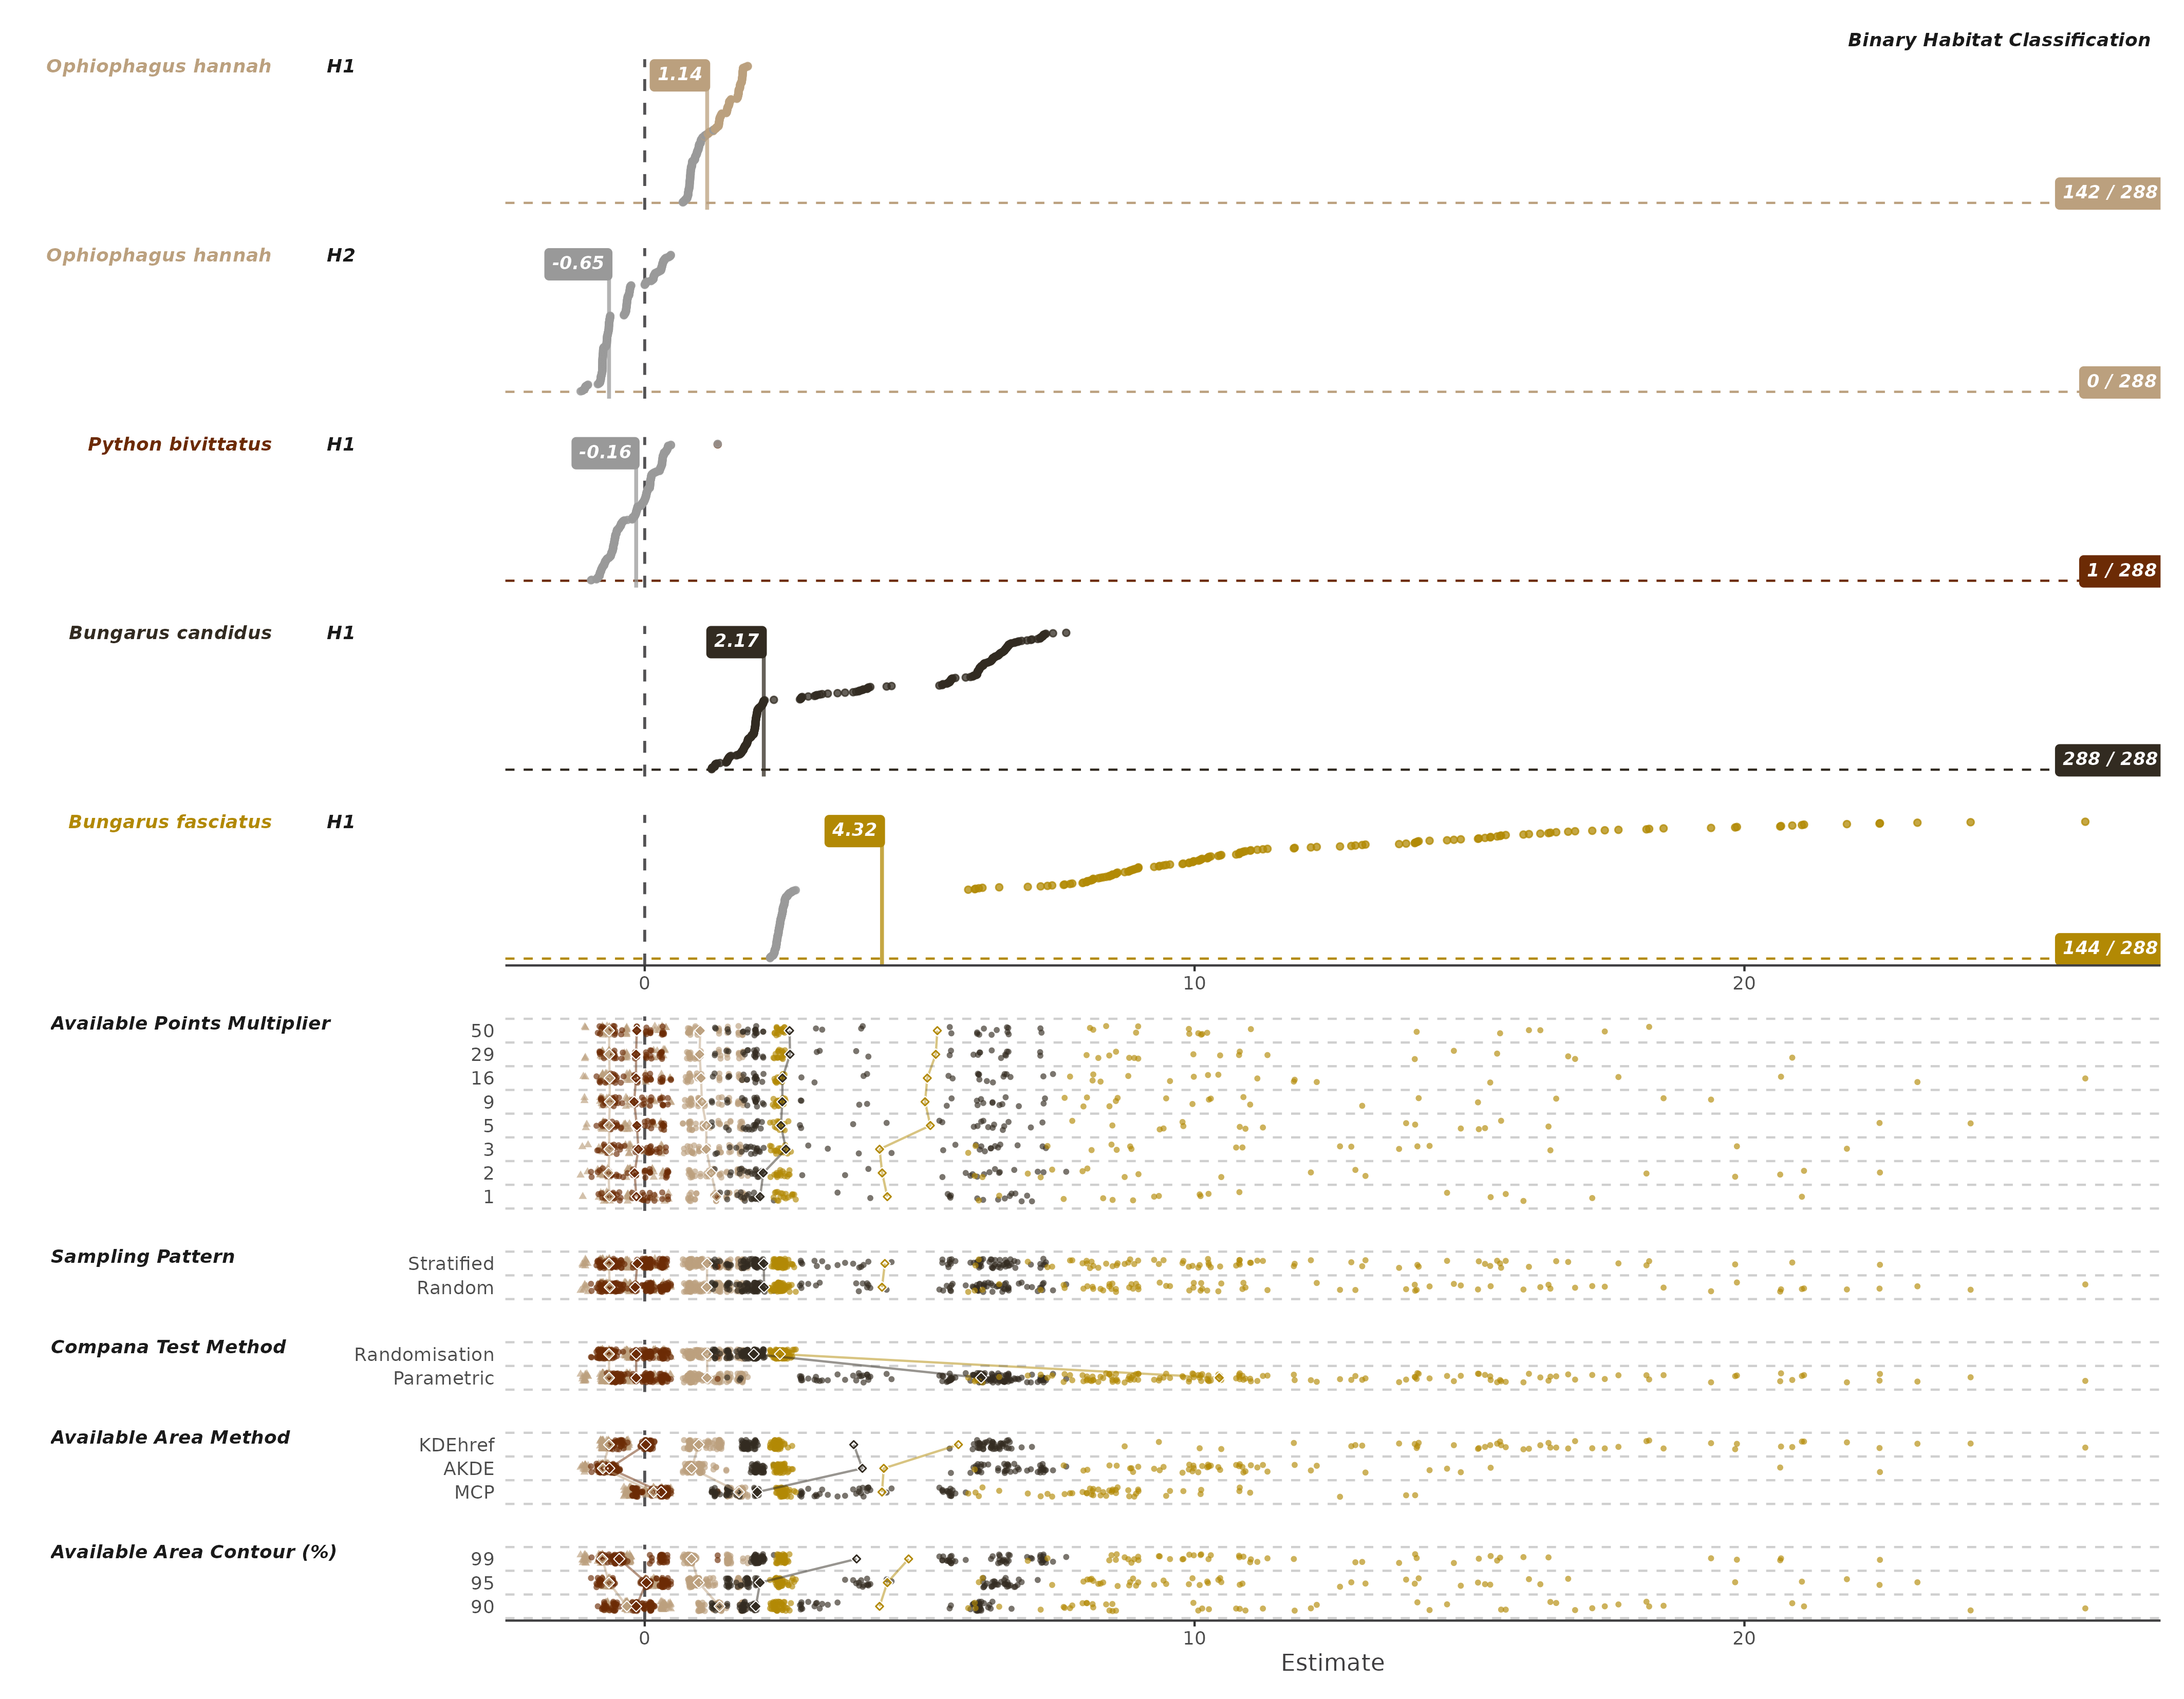 Binary Habitat Classification
Ophiophagus hannah H1 1.14
142 / 288
Ophiophagus hannah H2 -0.65
0 / 288
Python bivittatus H1 -0.16
1 / 288
Bungarus candidus H1 2.17
288 / 288
Bungarus fasciatus H1 4.32
144 / 288
0 10 20
Available Points Multiplier
50
29
16
9
5
3
2
1
Sampling Pattern
Stratified
Random
Compana Test Method
Randomisation
Parametric
Available Area Method
KDEhref
AKDE
MCP
Available Area Contour (%)
99
95
90
0 10 20
Estimate